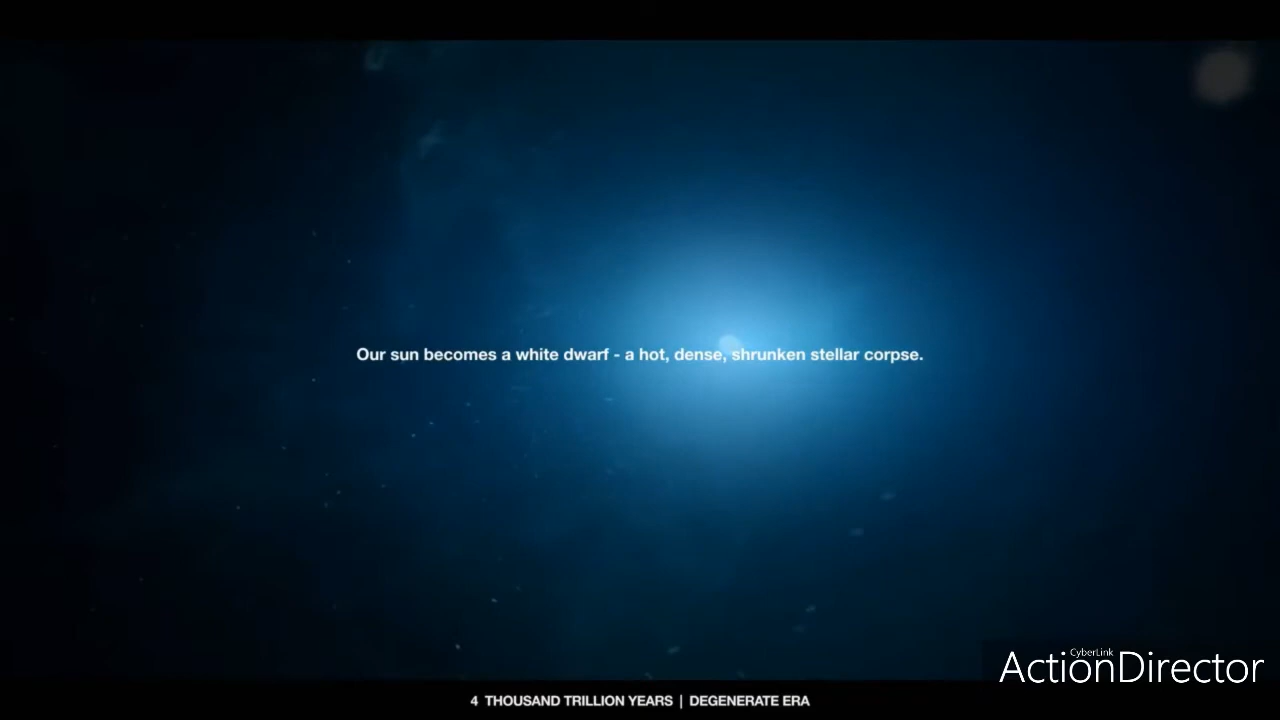 Our sun becomes a white dwarf - a hot, dense, shrunken stellar corpse.
CyberLink
ActionDirector
4 THOUSAND TRILLION YEARS | DEGENERATE ERA